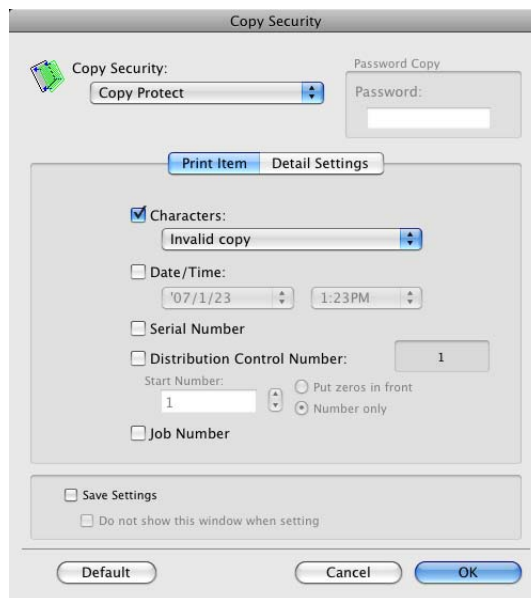 Copy Security
Copy Security:
Copy Protect
Password Copy
Password:
Print Item
Detail Settings
Characters:
Invalid copy
Date/Time:
'07/1/23
1:23PM
Serial Number
Distribution Control Number:
1
Start Number:
1
Put zeros in front
Number only
Job Number
Save Settings
Do not show this window when setting
Default
Cancel
OK